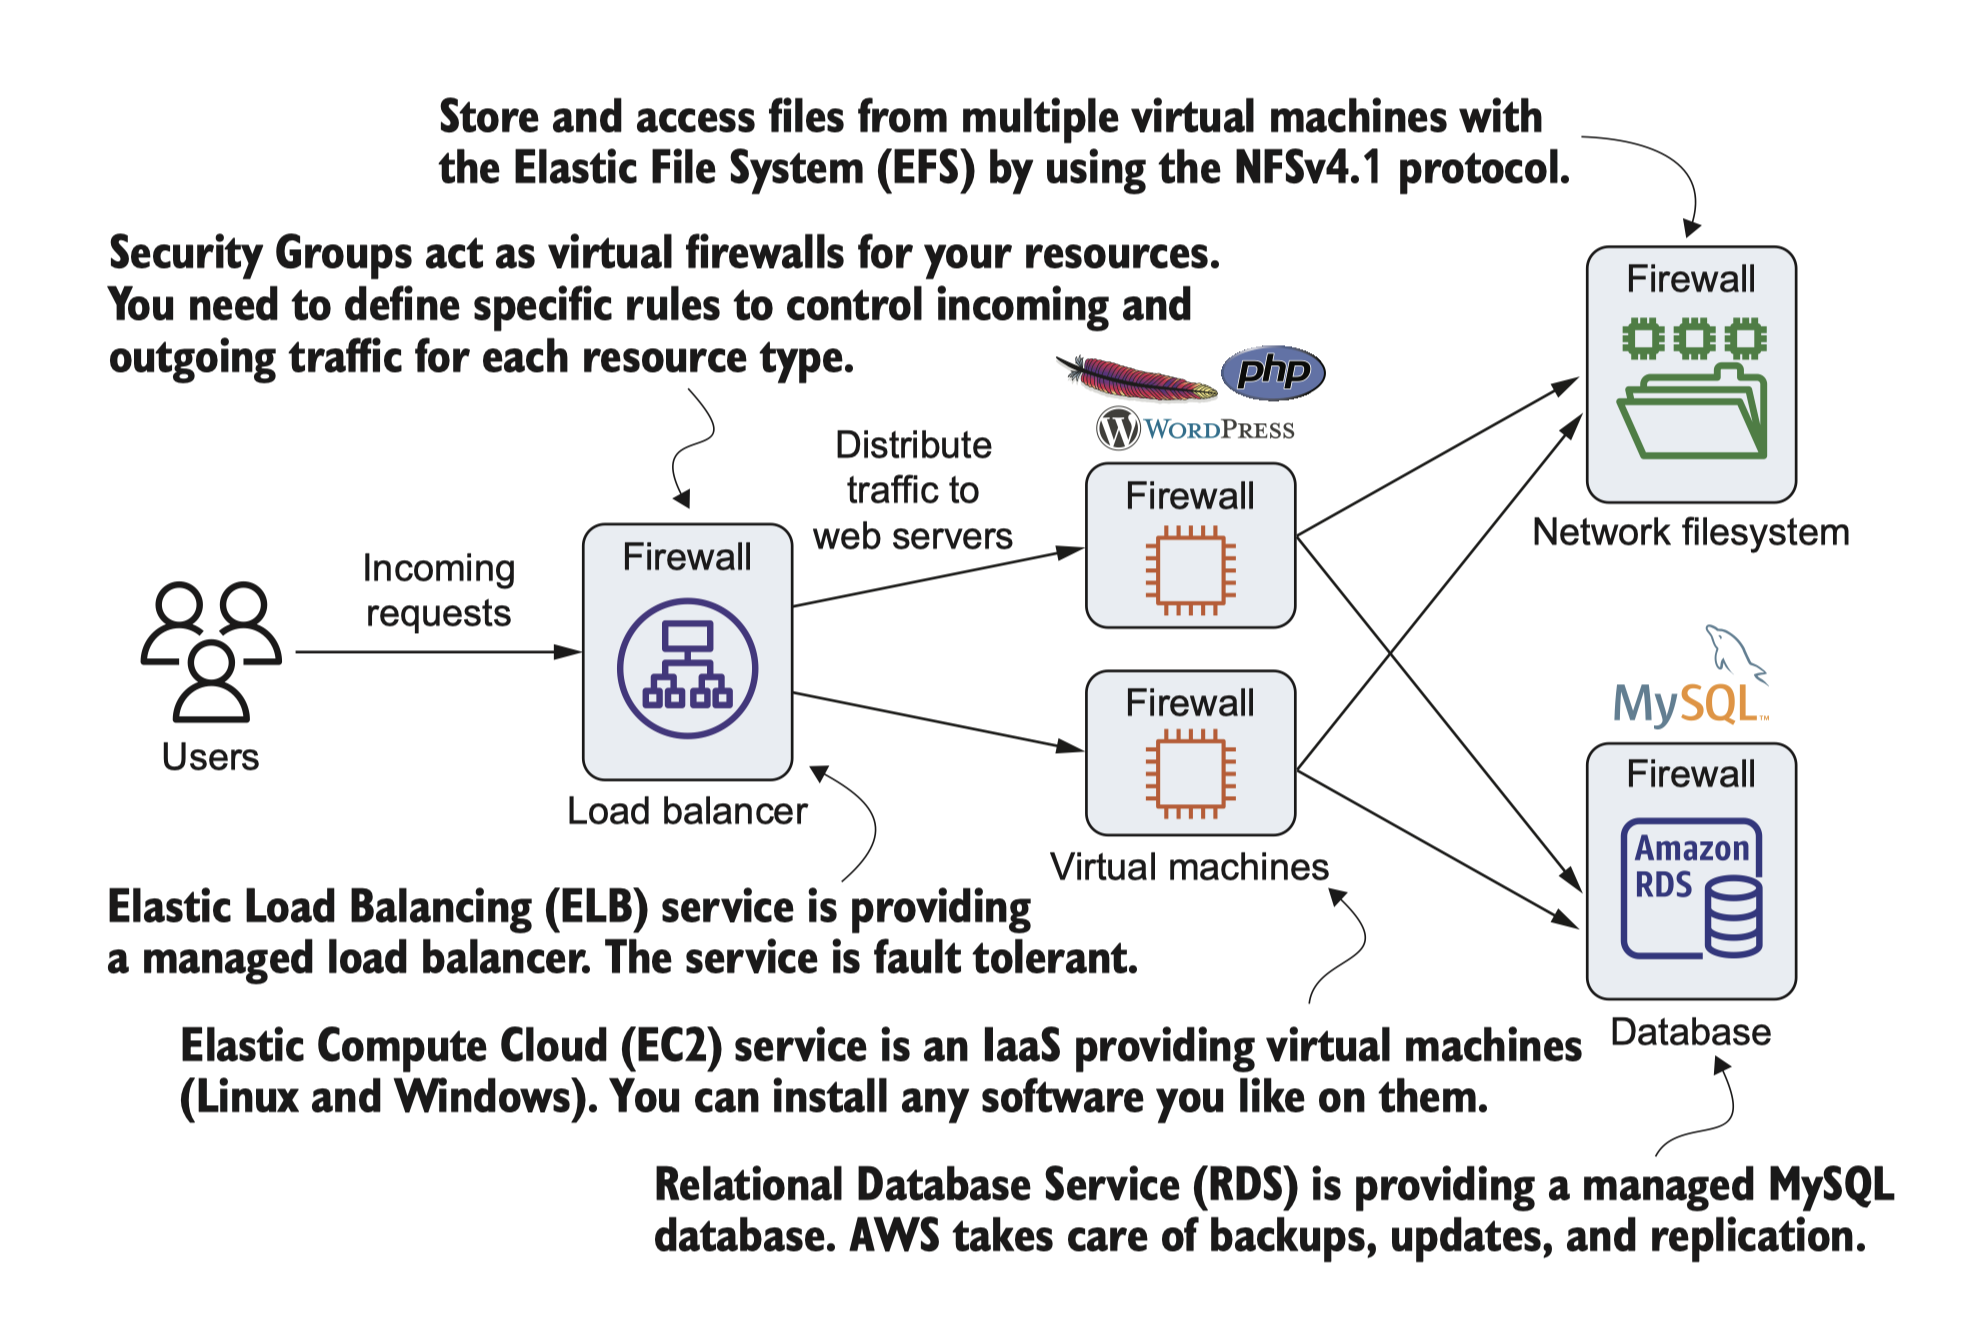 Store and access files from multiple virtual machines with
the Elastic File System (EFS) by using the NFSv4.1 protocol.
Security Groups act as virtual firewalls for your resources.
You need to define specific rules to control incoming and
outgoing traffic for each resource type.
Firewall
Network filesystem
php
WORDPRESS
Distribute
traffic to
web servers
Firewall
Incoming
requests
Firewall
Users
Load balancer
Firewall
Virtual machines
MySQL™
Firewall
Amazon
RDS
Database
Elastic Load Balancing (ELB) service is providing
a managed load balancer. The service is fault tolerant.
Elastic Compute Cloud (EC2) service is an IaaS providing virtual machines
(Linux and Windows). You can install any software you like on them.
Relational Database Service (RDS) is providing a managed MySQL
database. AWS takes care of backups, updates, and replication.